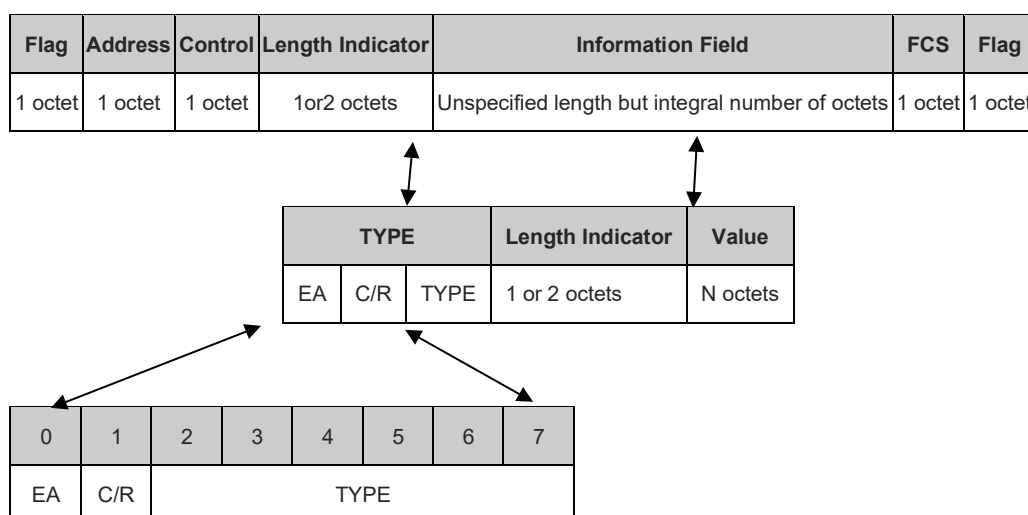 Flag Address Control Length Indicator Information Field FCS Flag
1 octet 1 octet 1 octet 1or2 octets Unspecified length but integral number of octets 1 octet 1 octet
TYPE Length Indicator Value
EA C/R TYPE 1 or 2 octets N octets
0 1 2 3 4 5 6 7
EA C/R TYPE